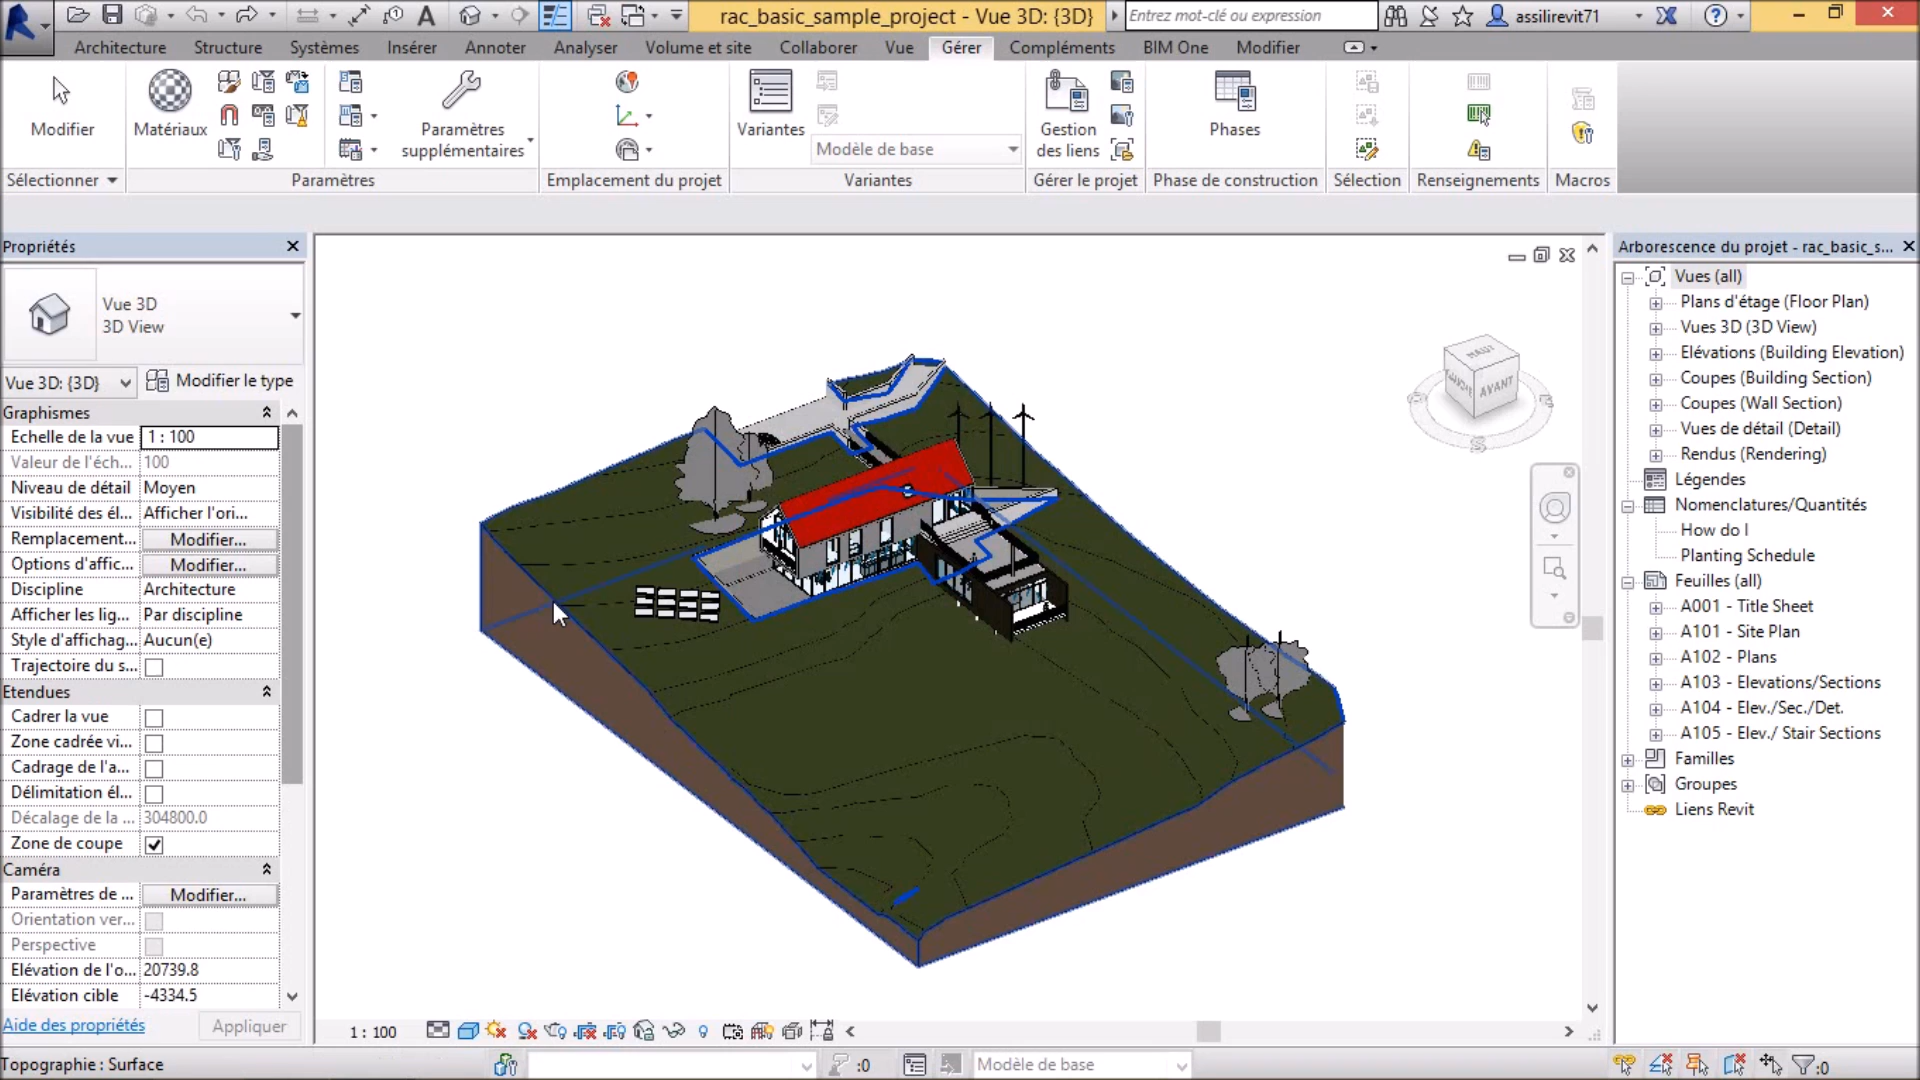 rac_basic_sample_project - Vue 3D: {3D}
Entrez mot-clé ou expression
assilirevit71
Architecture Structure Systèmes Insérer Annoter Analyser Volume et site Collaborer Vue Gérer Compléments BIM One Modifier
Modifier
Matériaux
Paramètres
supplémentaires
Variantes
Modèle de base
Gestion
des liens
Phases
Sélectionner Paramètres Emplacement du projet Variantes Gérer le projet Phase de construction Sélection Renseignements Macros
Propriétés
Vue 3D
3D View
Vue 3D: {3D} Modifier le type
Graphismes
Echelle de la vue 1 : 100
Valeur de l'éch... 100
Niveau de détail Moyen
Visibilité des él... Afficher l'ori...
Remplacement... Modifier...
Options d'affic... Modifier...
Discipline Architecture
Afficher les lig... Par discipline
Style d'affichag... Aucun(e)
Trajectoire du s...
Etendues
Cadrer la vue
Zone cadrée vi...
Cadrage de l'a...
Délimitation él...
Décalage de la ... 304800.0
Zone de coupe
Caméra
Paramètres de ... Modifier...
Orientation ver...
Perspective
Elévation de l'o... 20739.8
Elévation cible -4334.5
Aide des propriétés Appliquer
HAUT
AVANT
S
1 : 100
Arborescence du projet - rac_basic_s...
Vues (all)
Plans d'étage (Floor Plan)
Vues 3D (3D View)
Elévations (Building Elevation)
Coupes (Building Section)
Coupes (Wall Section)
Vues de détail (Detail)
Rendus (Rendering)
Légendes
Nomenclatures/Quantités
How do I
Planting Schedule
Feuilles (all)
A001 - Title Sheet
A101 - Site Plan
A102 - Plans
A103 - Elevations/Sections
A104 - Elev./Sec./Det.
A105 - Elev./ Stair Sections
Familles
Groupes
Liens Revit
Topographie : Surface
:0
Modèle de base
:0